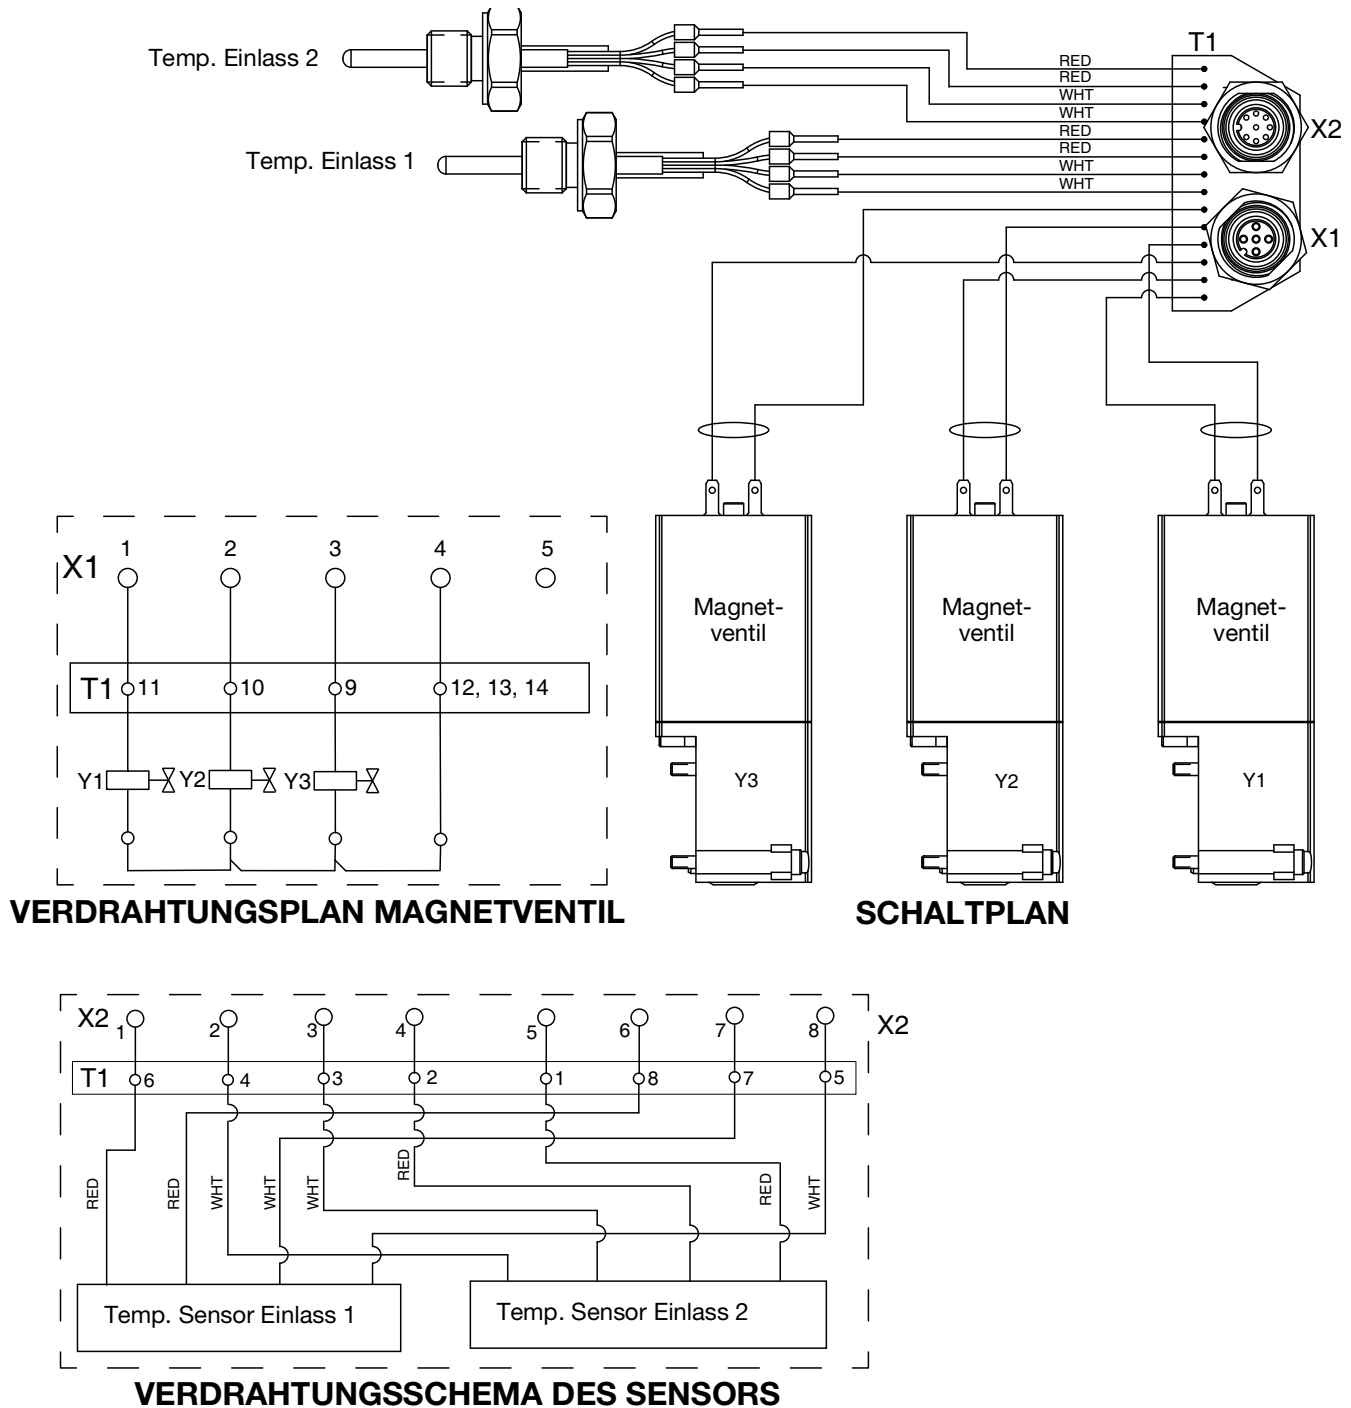 T1
Temp. Einlass 2
RED
RED
WHT
WHT
X2
RED
Temp. Einlass 1
RED
WHT
WHT
X1
X1 1 2 3 4 5
Magnet-
ventil
Magnet-
ventil
Magnet-
ventil
T1 11 10 9 12, 13, 14
Y1 Y2 Y3
Y3 Y2 Y1
VERDRAHTUNGSPLAN MAGNETVENTIL
SCHALTPLAN
X2 1 2 3 4 5 6 7 8 X2
T1 6 4 3 2 1 8 7 5
RED RED WHT WHT WHT RED RED WHT
Temp. Sensor Einlass 1
Temp. Sensor Einlass 2
VERDRAHTUNGSSCHEMA DES SENSORS